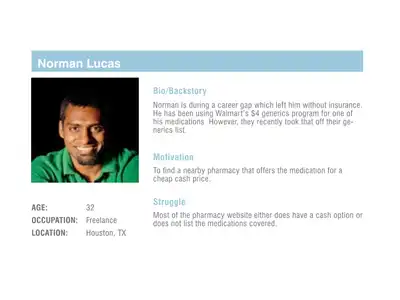 Norman Lucas
Bio/Backstory
Norman is during a career gap which left him without insurance.
He has been using Walmart's $4 generics program for one of
his medications However, they recently took that off their ge-
nerics list.
Motivation
To find a nearby pharmacy that offers the medication for a
cheap cash price.
Struggle
Most of the pharmacy website either does have a cash option or
does not list the medications covered.
AGE: 32
OCCUPATION: Freelance
LOCATION: Houston, TX